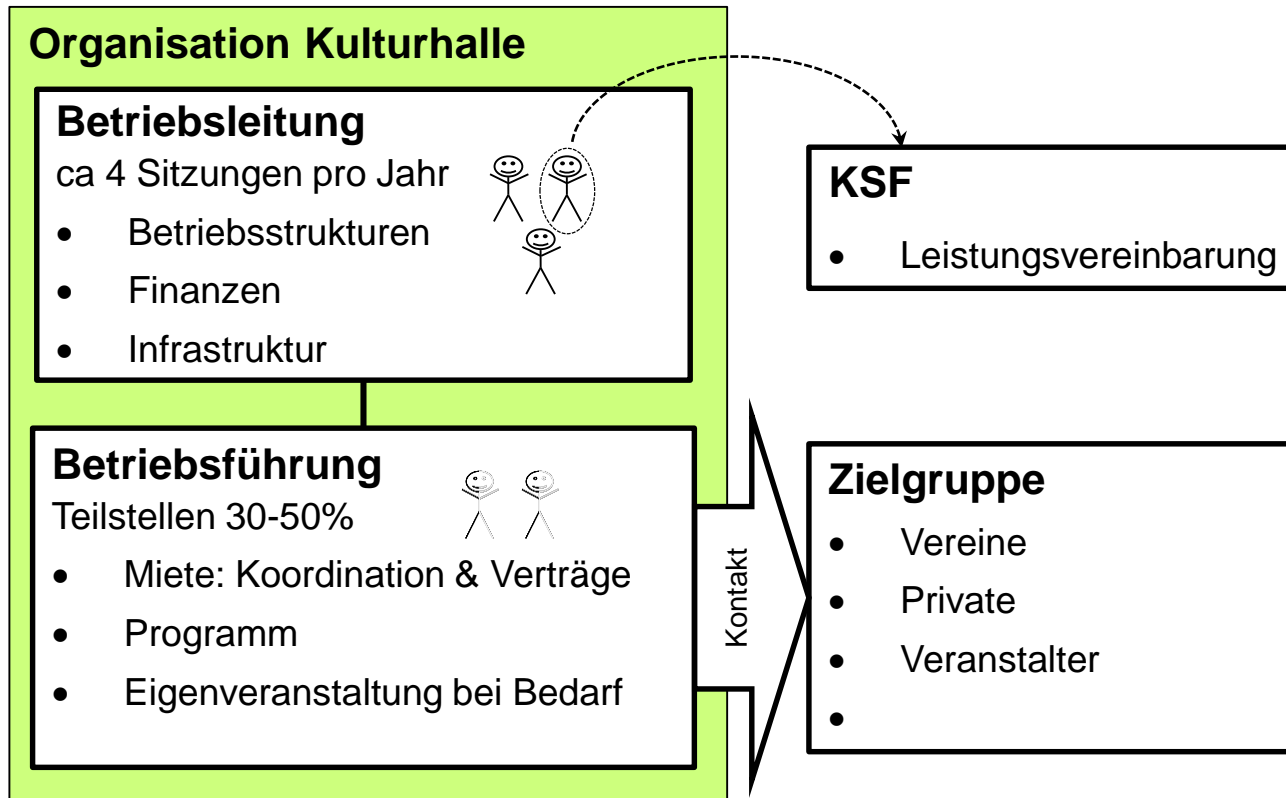 Organisation Kulturhalle
Betriebsleitung
ca 4 Sitzungen pro Jahr
• Betriebsstrukturen
• Finanzen
• Infrastruktur
KSF
• Leistungsvereinbarung
Betriebsführung
Teilstellen 30-50%
• Miete: Koordination & Verträge
• Programm
• Eigenveranstaltung bei Bedarf
Kontakt
Zielgruppe
• Vereine
• Private
• Veranstalter
•